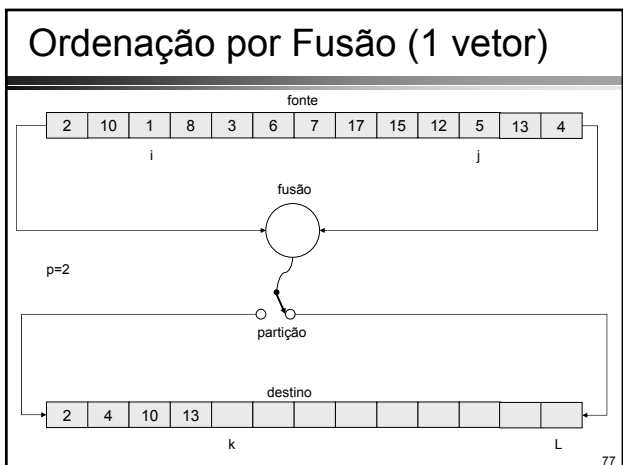 Ordenação por Fusão (1 vetor)
fonte
2 10 1 8 3 6 7 17 15 12 5 13 4
i j
fusão
p=2
partição
destino
2 4 10 13
k L
77